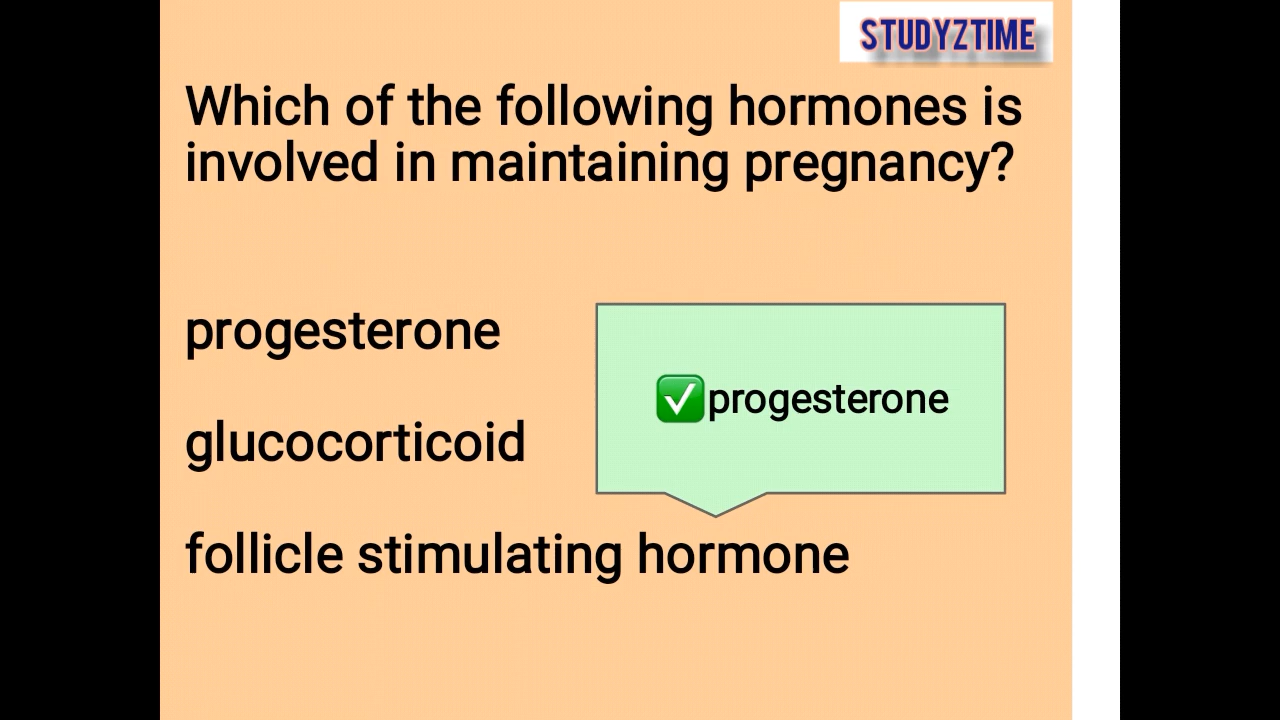 STUDYZTIME
Which of the following hormones is
involved in maintaining pregnancy?
progesterone
✅progesterone
glucocorticoid
follicle stimulating hormone